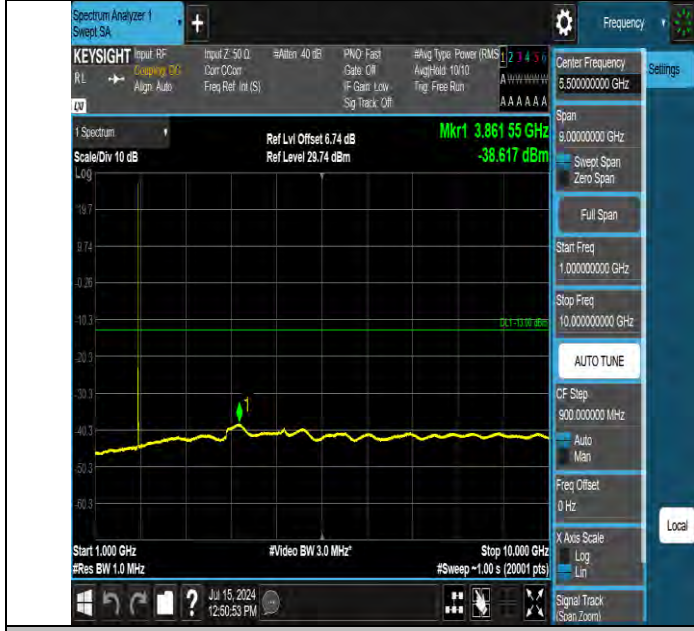 Spectrum Analyzer 1
Swept SA
+
Frequency
KEYSIGHT
RL
Input: RF
Coupling: DC
Align: Auto
Input Z: 50 Ω
Corr CCorr
Freq Ref: Int (S)
#Atten: 40 dB
PNO: Fast
Gate: Off
IF Gain: Low
Sig Track: Off
#Avg Type: Power (RMS
Avg|Hold: 10/10
Trig: Free Run
1 2 3 4 5 6
A W W W W W
A A A A A A
1 Spectrum
Scale/Div 10 dB
Ref Lvl Offset 6.74 dB
Ref Level 29.74 dBm
Mkr1 3.861 55 GHz
-38.617 dBm
Log
19.7
9.74
-0.26
-10.3
-20.3
-30.3
-40.3
-50.3
-60.3
DL1 -13.00 dBm
1
Start 1.000 GHz
#Res BW 1.0 MHz
#Video BW 3.0 MHz*
Stop 10.000 GHz
#Sweep ~1.00 s (20001 pts)
Jul 15, 2024
12:50:53 PM
?
Center Frequency
5.500000000 GHz
Settings
Span
9.00000000 GHz
Swept Span
Zero Span
Full Span
Start Freq
1.000000000 GHz
Stop Freq
10.000000000 GHz
AUTO TUNE
CF Step
900.000000 MHz
Auto
Man
Freq Offset
0 Hz
X Axis Scale
Log
Lin
Local
Signal Track
(Span Zoom)